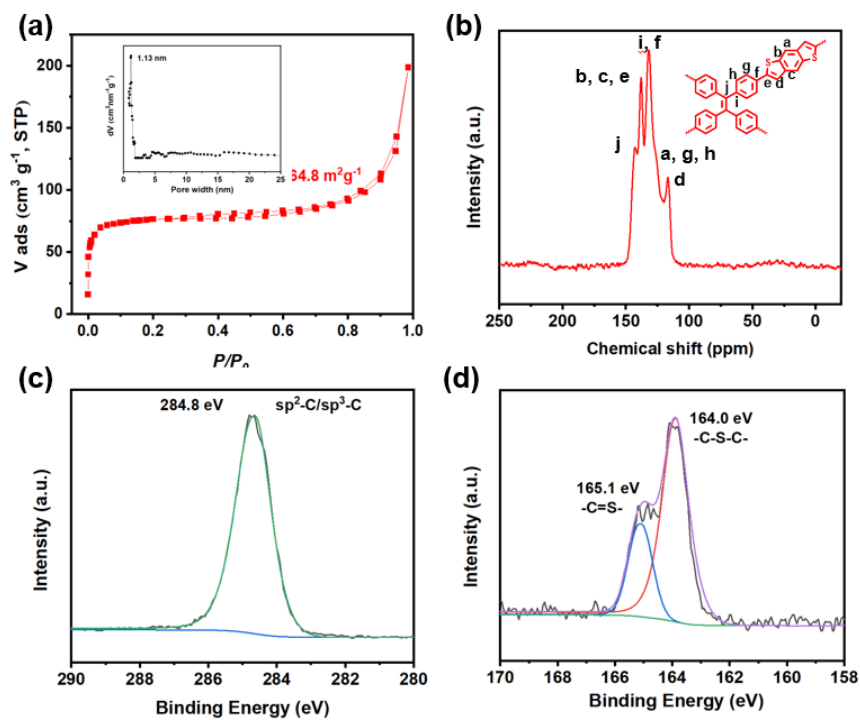 (a)
200
150
100
50
0
V ads (cm³ g⁻¹, STP)
0.0 0.2 0.4 0.6 0.8 1.0
1.13 nm
dV (cm³nm⁻¹g⁻¹)
0 5 10 15 20 24
Pore width (nm)
64.8 m²g⁻¹
(b)
i, f
b, c, e
j
a, g, h
d
a
b
c
d
e
f
g
h
i
j
S
S
Intensity (a.u.)
250 200 150 100 50 0
Chemical shift (ppm)
(c)
284.8 eV
sp²-C/sp³-C
Intensity (a.u.)
290 288 286 284 282 280
Binding Energy (eV)
(d)
164.0 eV
-C-S-C-
165.1 eV
-C=S-
Intensity (a.u.)
170 168 166 164 162 160 158
Binding Energy (eV)